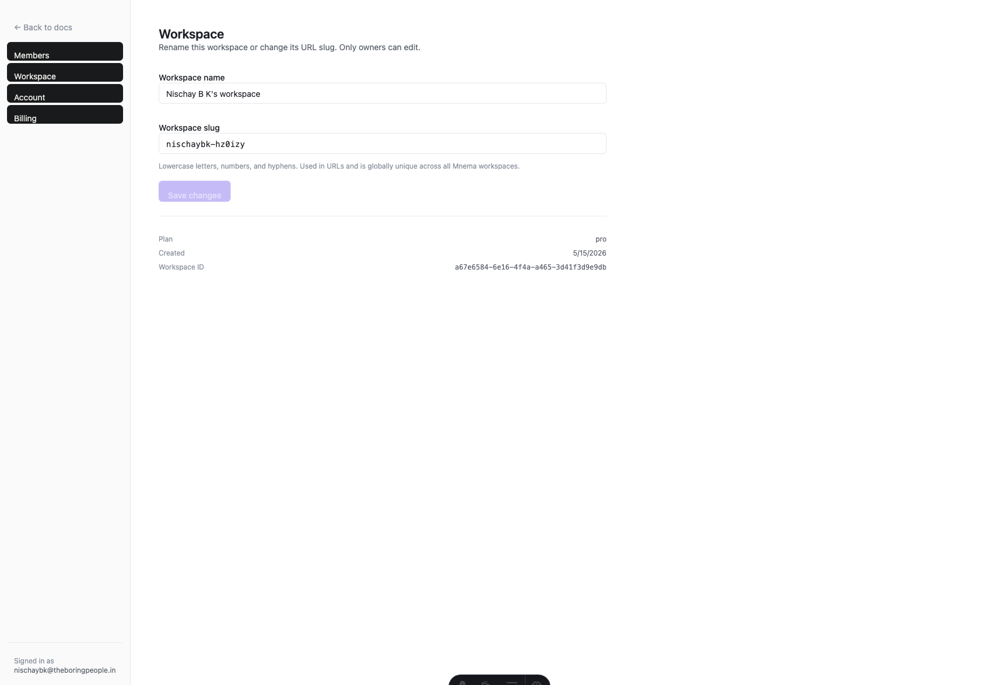 ← Back to docs
Members
Workspace
Account
Billing
Signed in as
nischaybk@theboringpeople.in
Workspace
Rename this workspace or change its URL slug. Only owners can edit.
Workspace name
Nischay B K's workspace
Workspace slug
nischaybk-hz0izy
Lowercase letters, numbers, and hyphens. Used in URLs and is globally unique across all Mnema workspaces.
Save changes
Plan pro
Created 5/15/2026
Workspace ID a67e6584-6e16-4f4a-a465-3d41f3d9e9db